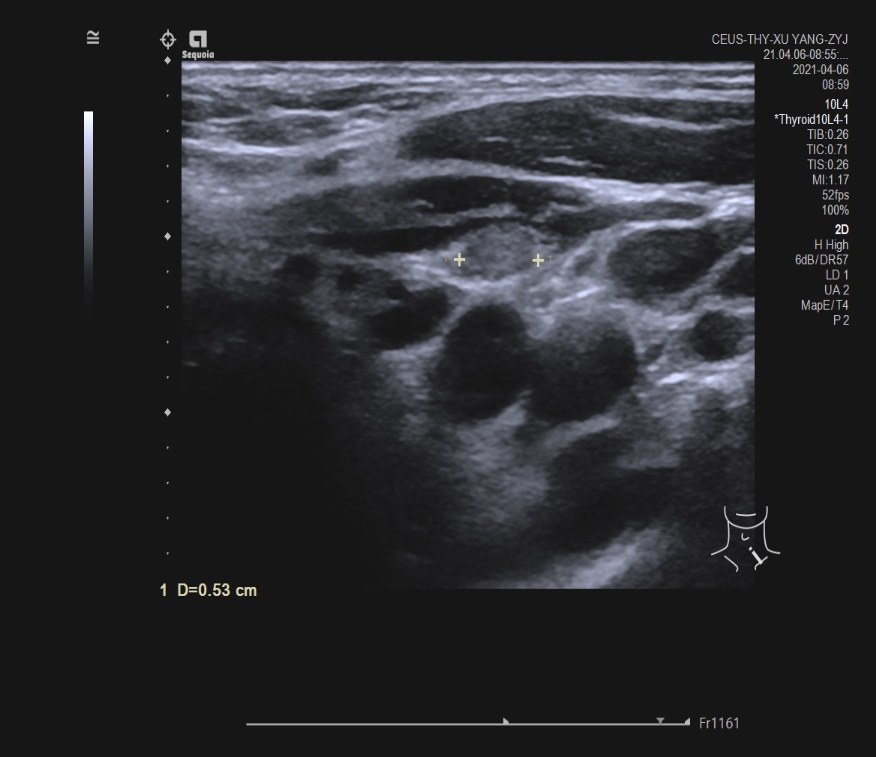 Sequoia
CEUS-THY-XU YANG-ZYJ
21.04.06-08:55:...
2021-04-06
08:59
10L4
*Thyroid10L4-1
TIB:0.26
TIC:0.71
TIS:0.26
MI:1.17
52fps
100%
2D
H High
6dB/DR57
LD 1
UA 2
MapE/T4
P 2
1 D=0.53 cm
Fr1161